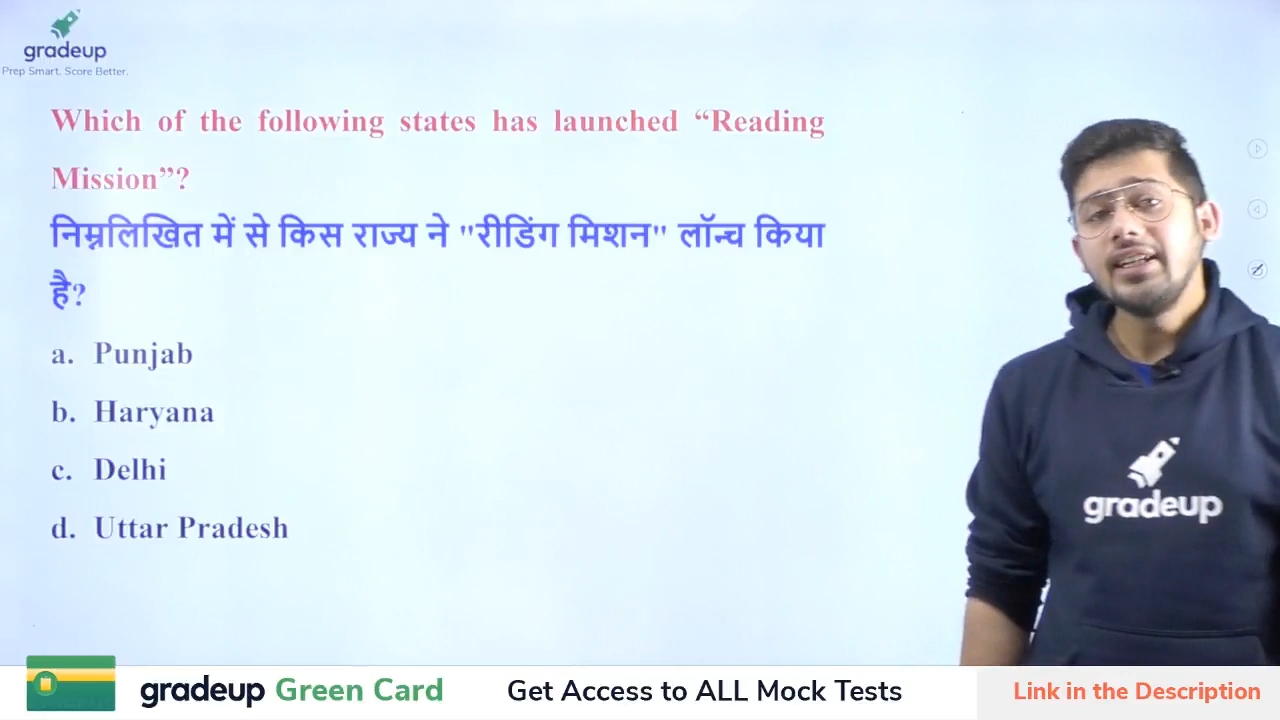 gradeup
Prep Smart. Score Better.
Which of the following states has launched “Reading
Mission”?
निम्नलिखित में से किस राज्य ने "रीडिंग मिशन" लॉन्च किया
है?
a. Punjab
b. Haryana
c. Delhi
d. Uttar Pradesh
gradeup
gradeup Green Card Get Access to ALL Mock Tests Link in the Description